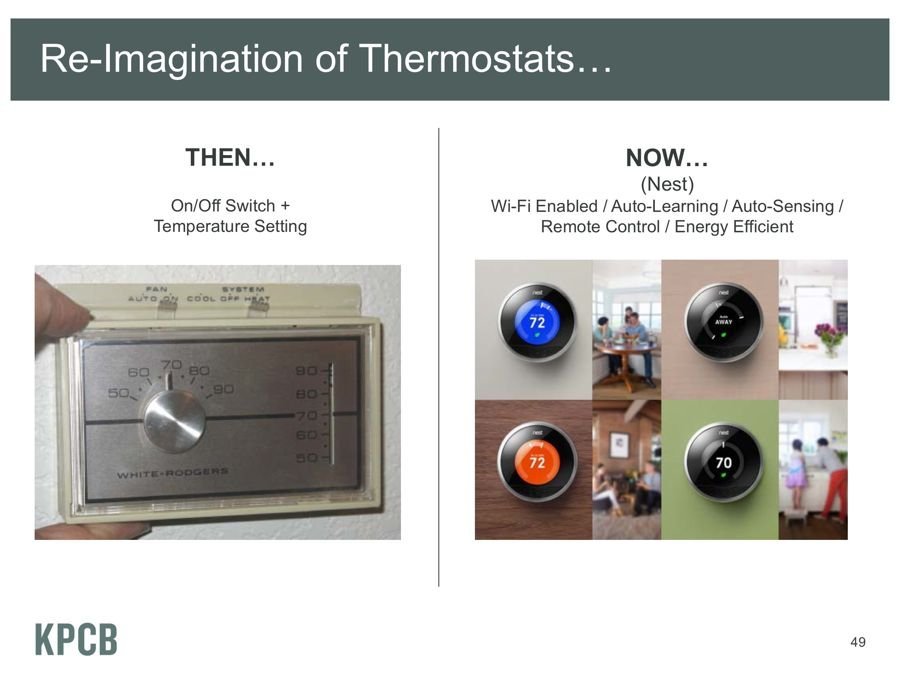 Re-Imagination of Thermostats…
THEN…
On/Off Switch +
Temperature Setting
FAN SYSTEM
AUTO ON COOL OFF HEAT
50 60 70 80 90
90
80
70
60
50
WHITE-RODGERS
NOW…
(Nest)
Wi-Fi Enabled / Auto-Learning / Auto-Sensing /
Remote Control / Energy Efficient
nest
72
nest
Auto
AWAY
nest
72
nest
70
KPCB
49